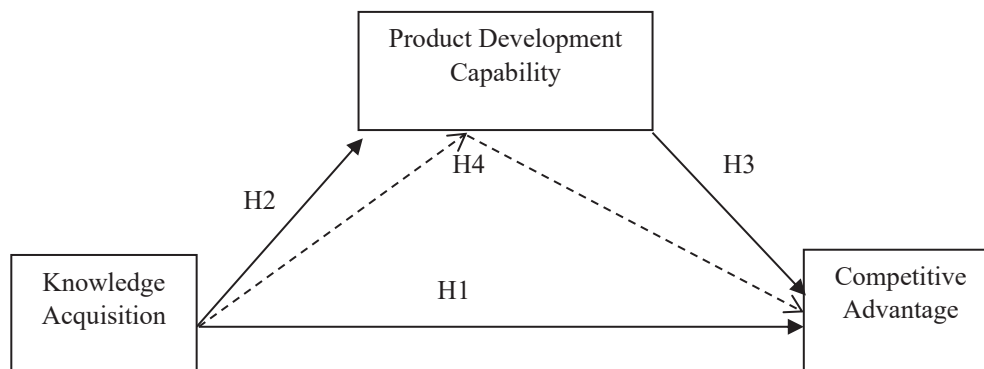 Product Development
Capability
H4
H3
H2
Knowledge
Acquisition
H1
Competitive
Advantage